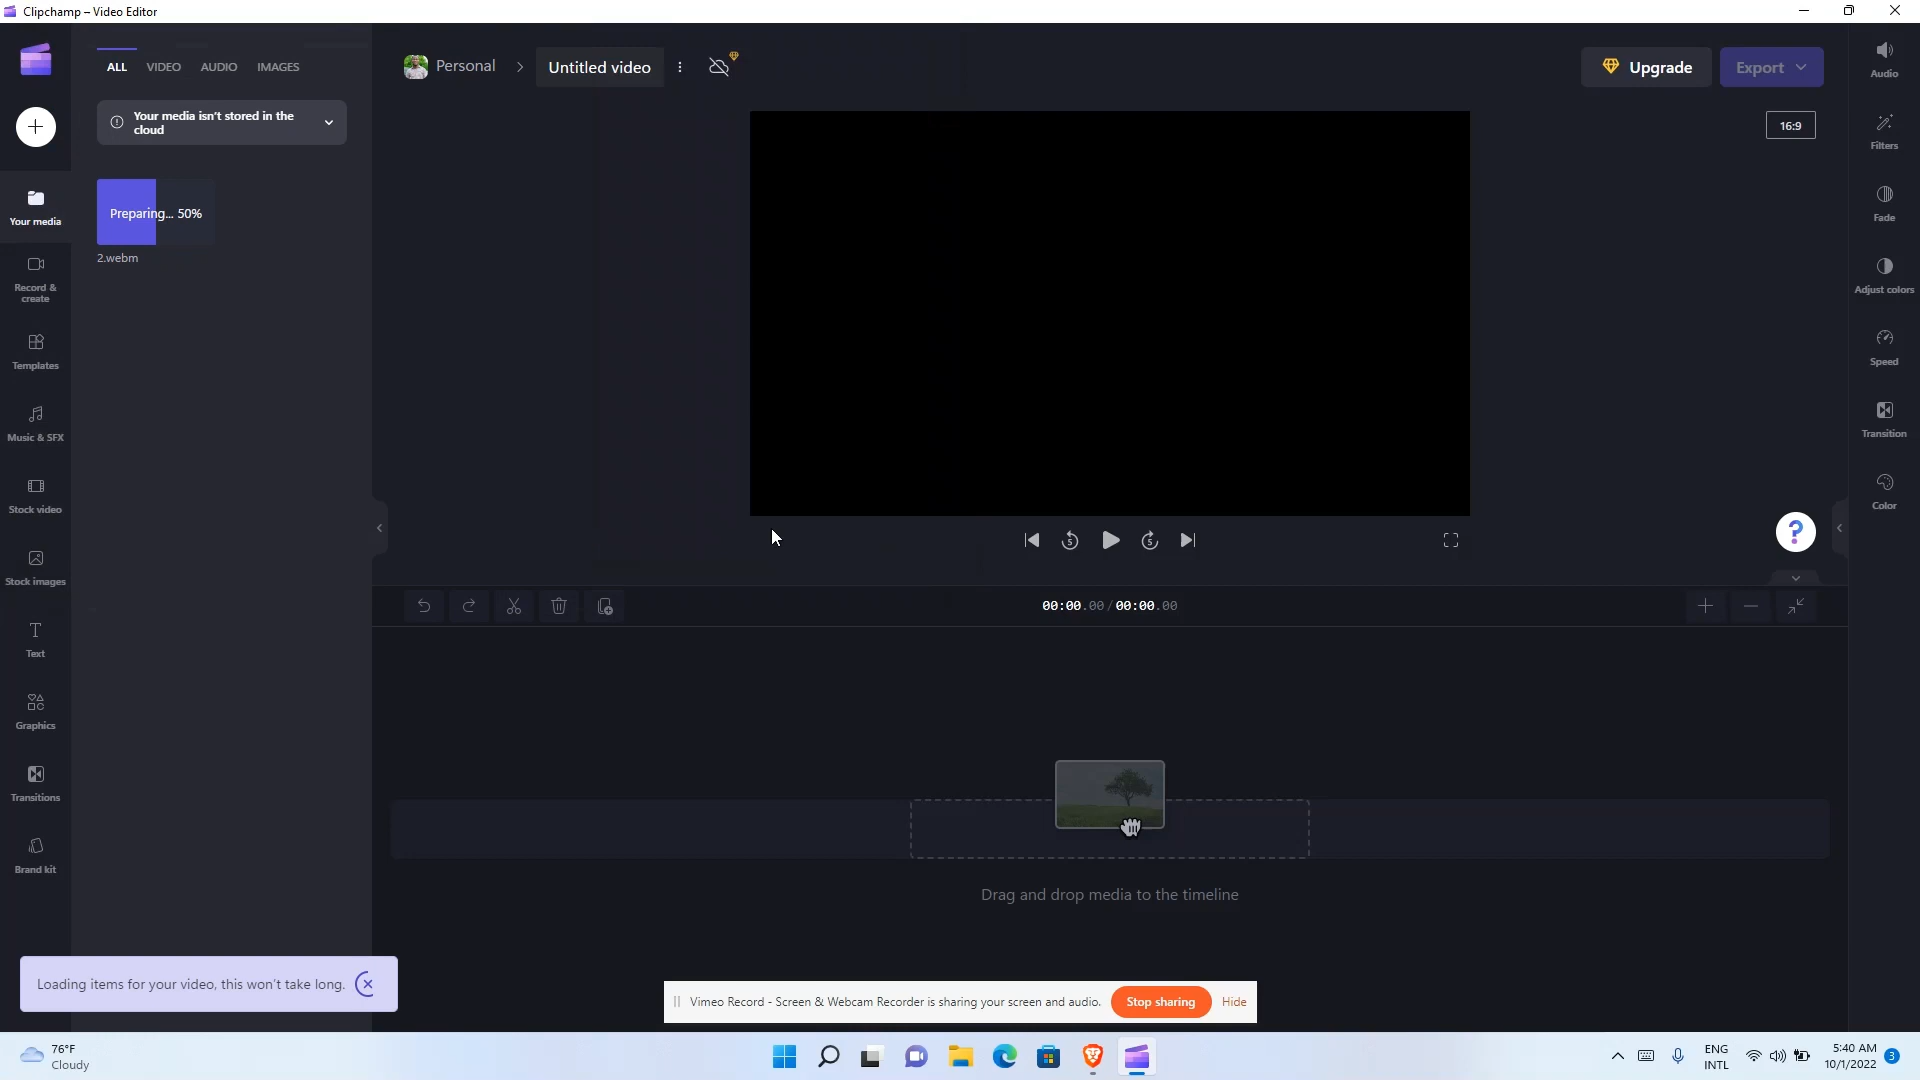 Clipchamp – Video Editor
ALL VIDEO AUDIO IMAGES
Personal > Untitled video
Upgrade
Export
Audio
Your media isn't stored in the
cloud
16:9
Filters
Preparing... 50%
2.webm
Your media
Fade
Record &
create
Adjust colors
Templates
Speed
Music & SFX
Transition
Stock video
Color
5
5
?
Stock images
00:00.00/00:00.00
Text
Graphics
Transitions
Brand kit
Drag and drop media to the timeline
Loading items for your video, this won't take long.
Vimeo Record - Screen & Webcam Recorder is sharing your screen and audio. Stop sharing Hide
76°F
Cloudy
ENG
INTL
5:40 AM
10/1/2022
3